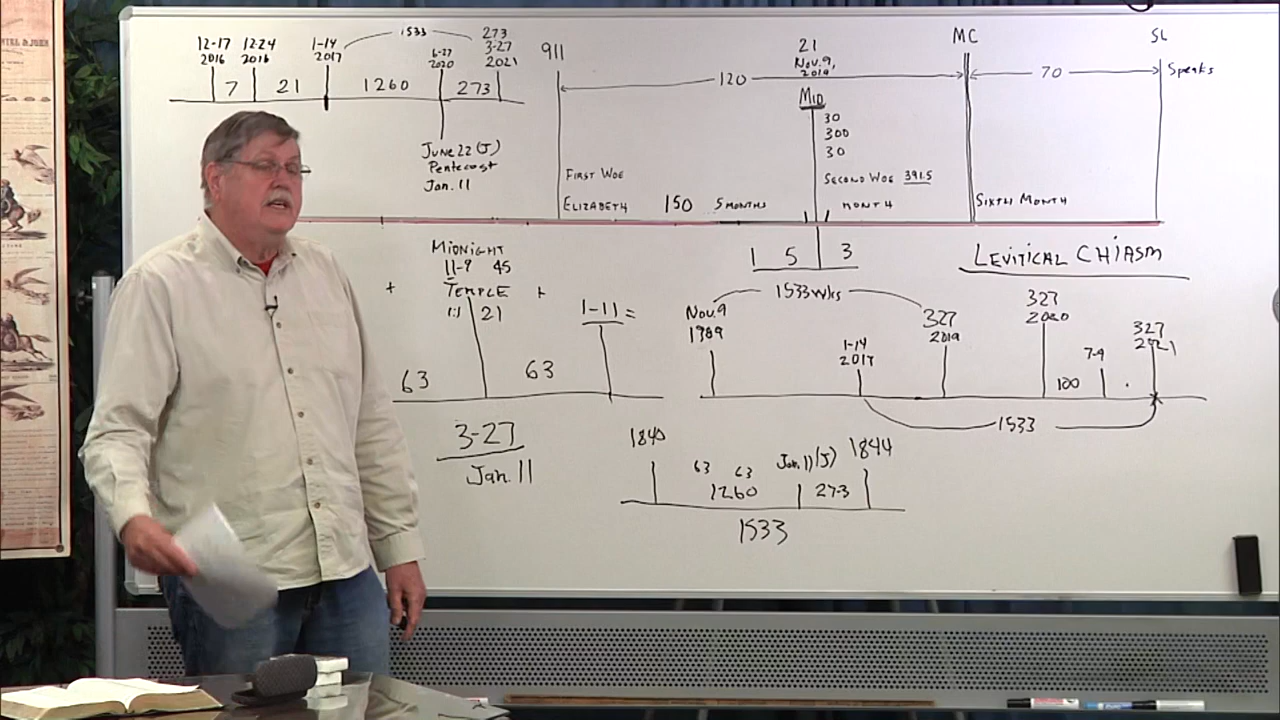 12-17
2016
12-24
2016
1-14
2017
1533
273
3-27
2021
6-27
2020
7
21
1260
273
June 22 (J)
Pentecost
Jan. 11
911
120
21
Nov. 9,
2019
MC
70
SL
Speaks
MID
30
300
30
FIRST WOE
SECOND WOE 391.5
ELIZABETH
150
5 MONTHS
MONTH
SIXTH MONTH
1 5 3
LEVITICAL CHIASM
MIDNIGHT
11-9 45
+ TEMPLE +
1:1 21
1-11 =
63
63
3-27
Jan. 11
1533 wks
Nov. 9
1989
1-14
2017
327
2019
327
2020
7-4
327
2021
100
1533
1840
63 63
1260
Jan. 11 (J)
273
1844
1533